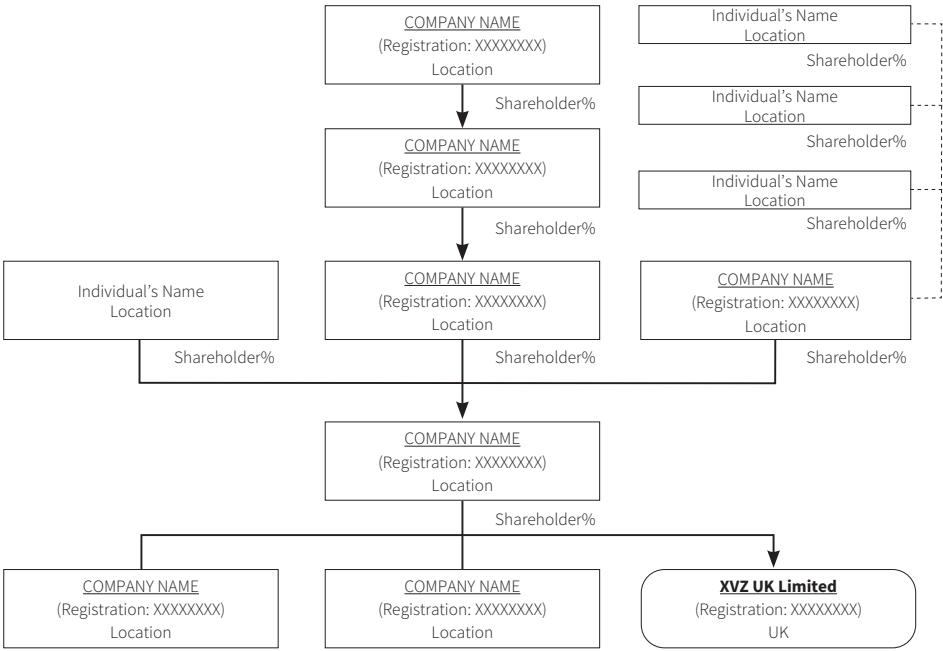 COMPANY NAME
(Registration: XXXXXXXX)
Location
Individual's Name
Location
Shareholder%
Shareholder%
Individual's Name
Location
Shareholder%
COMPANY NAME
(Registration: XXXXXXXX)
Location
Individual's Name
Location
Shareholder%
Shareholder%
Individual's Name
Location
COMPANY NAME
(Registration: XXXXXXXX)
Location
COMPANY NAME
(Registration: XXXXXXXX)
Location
Shareholder%
Shareholder%
Shareholder%
COMPANY NAME
(Registration: XXXXXXXX)
Location
Shareholder%
COMPANY NAME
(Registration: XXXXXXXX)
Location
COMPANY NAME
(Registration: XXXXXXXX)
Location
XVZ UK Limited
(Registration: XXXXXXXX)
UK